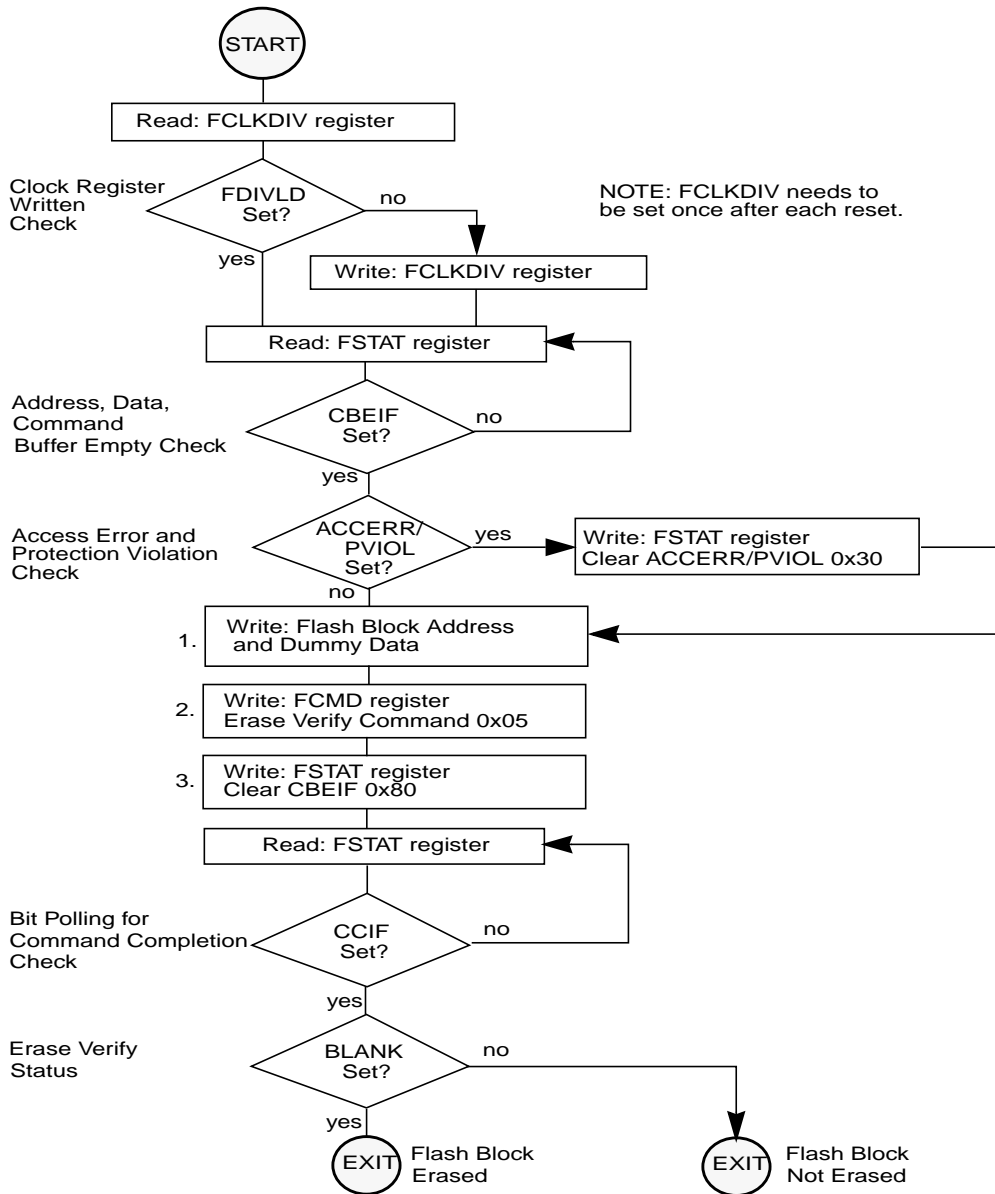 START
Read: FCLKDIV register
Clock Register
Written
Check
FDIVLD
Set?
no
yes
NOTE: FCLKDIV needs to
be set once after each reset.
Write: FCLKDIV register
Read: FSTAT register
Address, Data,
Command
Buffer Empty Check
CBEIF
Set?
no
yes
Access Error and
Protection Violation
Check
ACCERR/
PVIOL
Set?
yes
no
Write: FSTAT register
Clear ACCERR/PVIOL 0x30
1.
Write: Flash Block Address
and Dummy Data
2.
Write: FCMD register
Erase Verify Command 0x05
3.
Write: FSTAT register
Clear CBEIF 0x80
Read: FSTAT register
Bit Polling for
Command Completion
Check
CCIF
Set?
no
yes
Erase Verify
Status
BLANK
Set?
no
yes
EXIT
Flash Block
Erased
EXIT
Flash Block
Not Erased